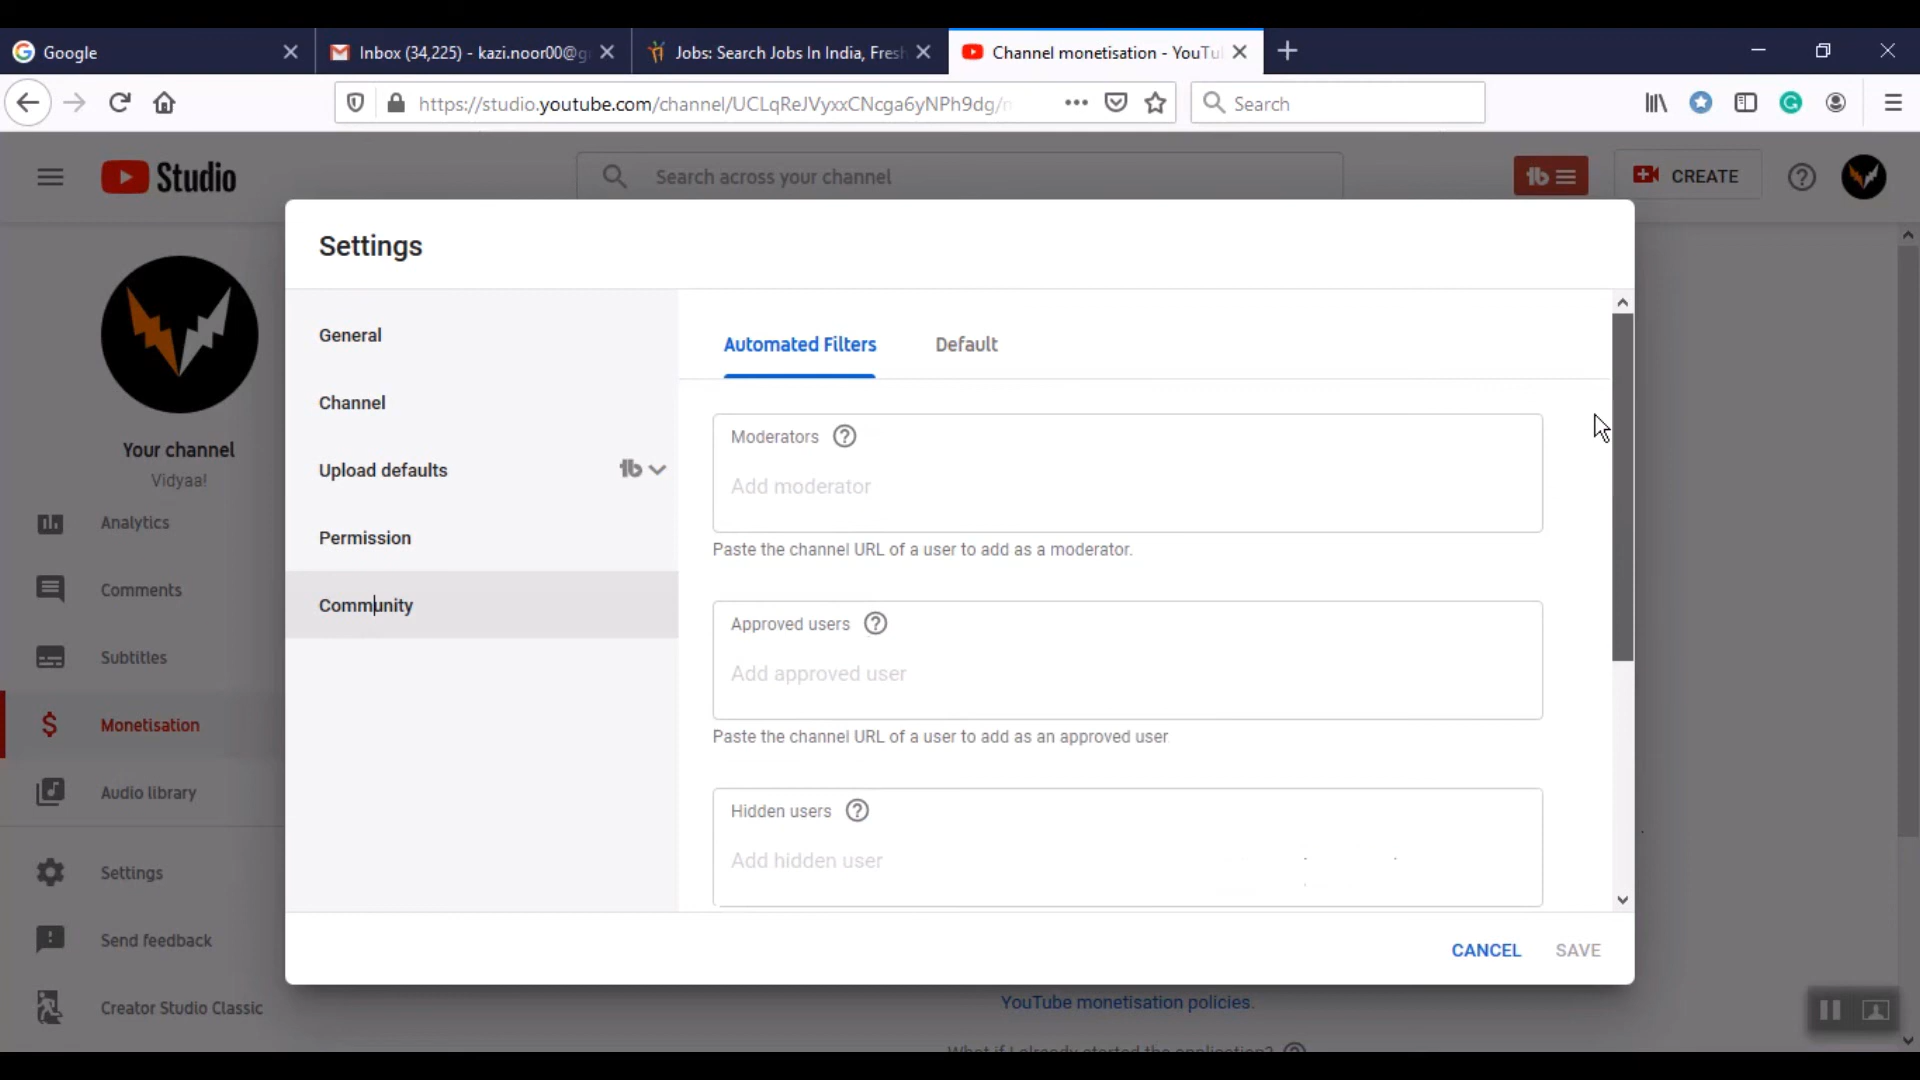 Google
Inbox (34,225) - kazi.noor00@g
Jobs: Search Jobs In India, Fresh
Channel monetisation - YouTu
https://studio.youtube.com/channel/UCLqReJVyxxCNcga6yNPh9dg/
Search
Studio
Search across your channel
CREATE
Settings
General
Channel
Upload defaults
Permission
Community
Automated Filters
Default
Moderators
Add moderator
Paste the channel URL of a user to add as a moderator.
Approved users
Add approved user
Paste the channel URL of a user to add as an approved user
Hidden users
Add hidden user
CANCEL
SAVE
Your channel
Vidyaa!
Analytics
Comments
Subtitles
Monetisation
Audio library
Settings
Send feedback
Creator Studio Classic
YouTube monetisation policies.
What if I already started the application?